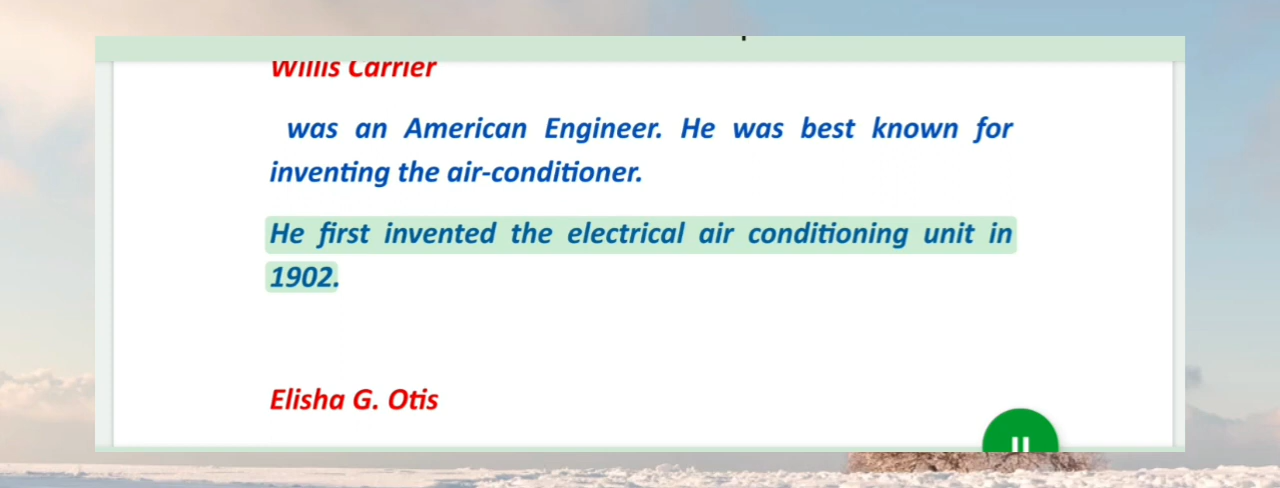 Willis Carrier
was an American Engineer. He was best known for
inventing the air-conditioner.
He first invented the electrical air conditioning unit in
1902.
Elisha G. Otis